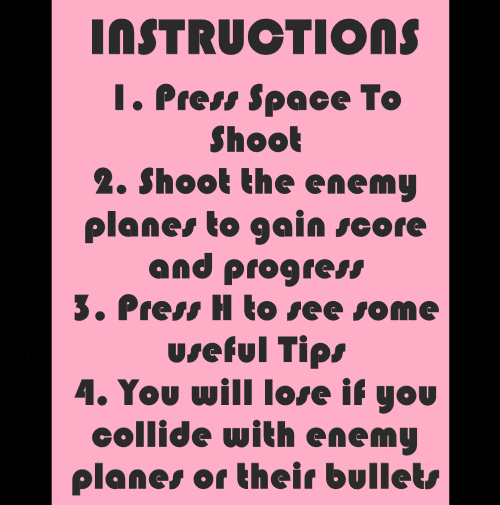 INSTRUCTIONS
1. Press Space To
Shoot
2. Shoot the enemy
planes to gain score
and progress
3. Press H to see some
useful Tips
4. You will lose if you
collide with enemy
planes or their bullets